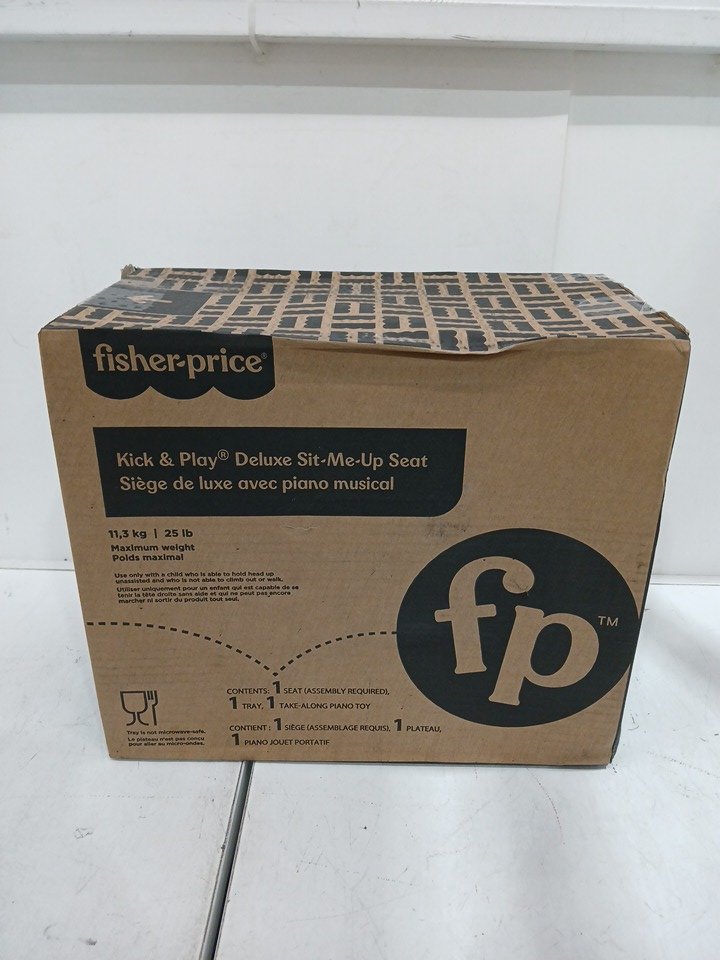 fisher-price®
Kick & Play® Deluxe Sit-Me-Up Seat
Siège de luxe avec piano musical
11,3 kg | 25 lb
Maximum weight
Poids maximal
Use only with a child who is able to hold head up
unassisted and who is not able to climb out or walk.
Utiliser uniquement pour un enfant qui est capable de se
tenir la tête droite sans aide et qui ne peut pas encore
marcher ni sortir du produit tout seul.
fp™
CONTENTS: 1 SEAT (ASSEMBLY REQUIRED),
1 TRAY, 1 TAKE-ALONG PIANO TOY
CONTIENT : 1 SIÈGE (ASSEMBLAGE REQUIS), 1 PLATEAU,
1 PIANO JOUET PORTATIF
Tray is not microwave-safe.
Le plateau n'est pas conçu
pour aller au micro-ondes.